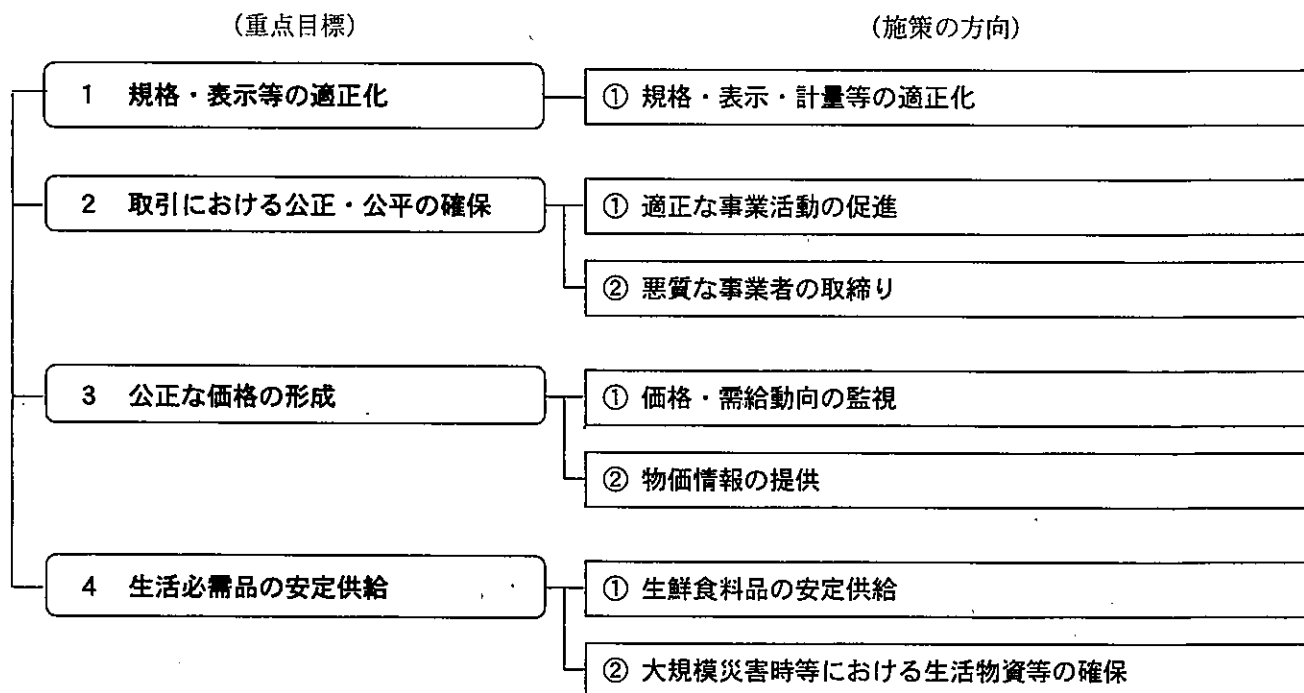 (重点目標) (施策の方向)
1 規格・表示等の適正化 ① 規格・表示・計量等の適正化
2 取引における公正・公平の確保 ① 適正な事業活動の促進
② 悪質な事業者の取締り
3 公正な価格の形成 ① 価格・需給動向の監視
② 物価情報の提供
4 生活必需品の安定供給 ① 生鮮食料品の安定供給
② 大規模災害時等における生活物資等の確保